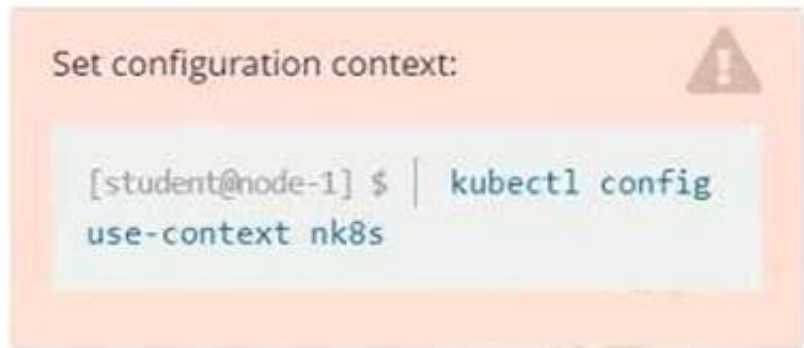 Set configuration context:
[student@node-1] $ | kubectl config
use-context nk8s